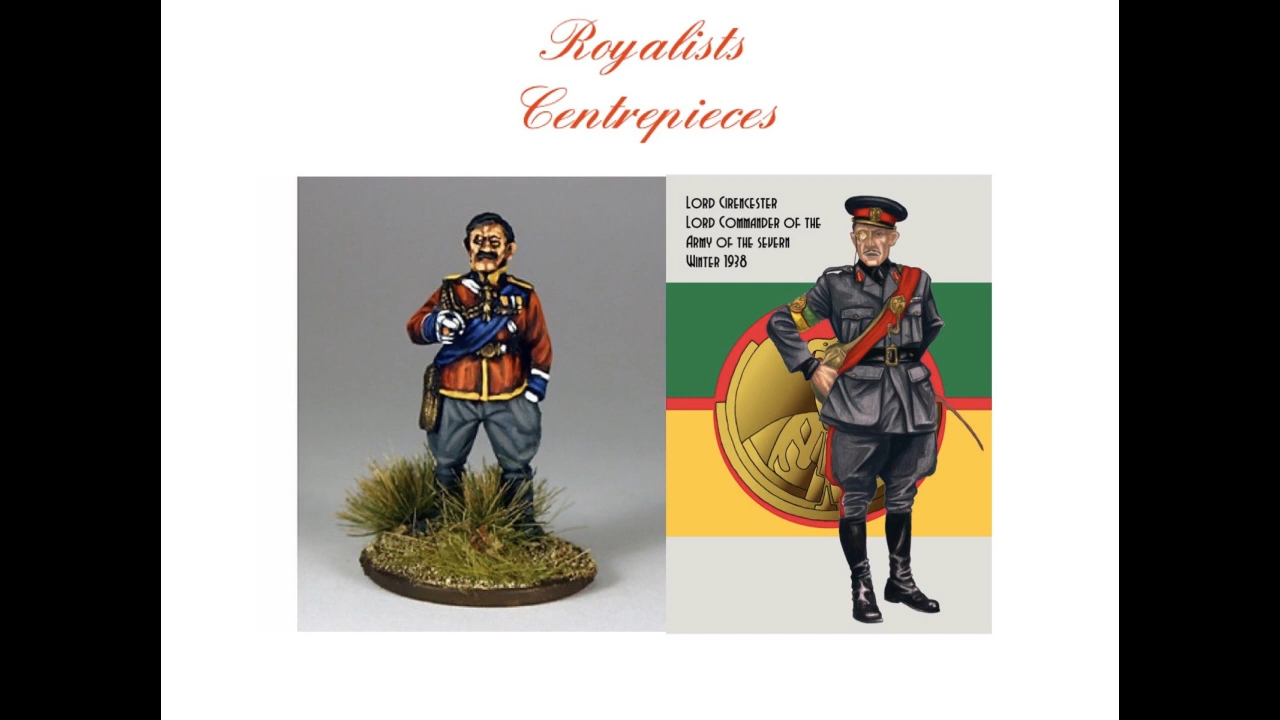 Royalists
Centrepieces
Lord Cirencester
Lord Commander of the
Army of the Severn
Winter 1938